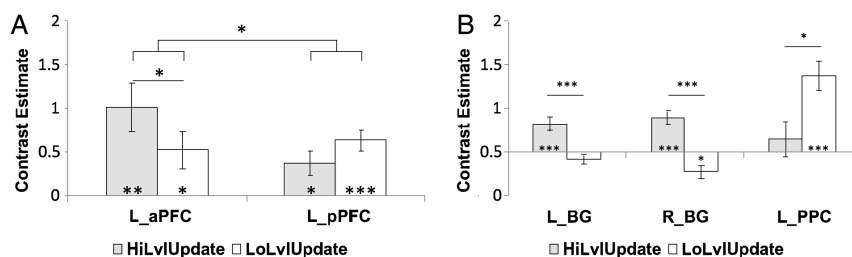 A
Contrast Estimate
2
1.5
1
0.5
0
*
*
** * * ***
L_aPFC L_pPFC
HiLvlUpdate LoLvlUpdate
B
Contrast Estimate
2
1.5
1
0.5
0
*** *** *
*** *** * ***
L_BG R_BG L_PPC
HiLvlUpdate LoLvlUpdate